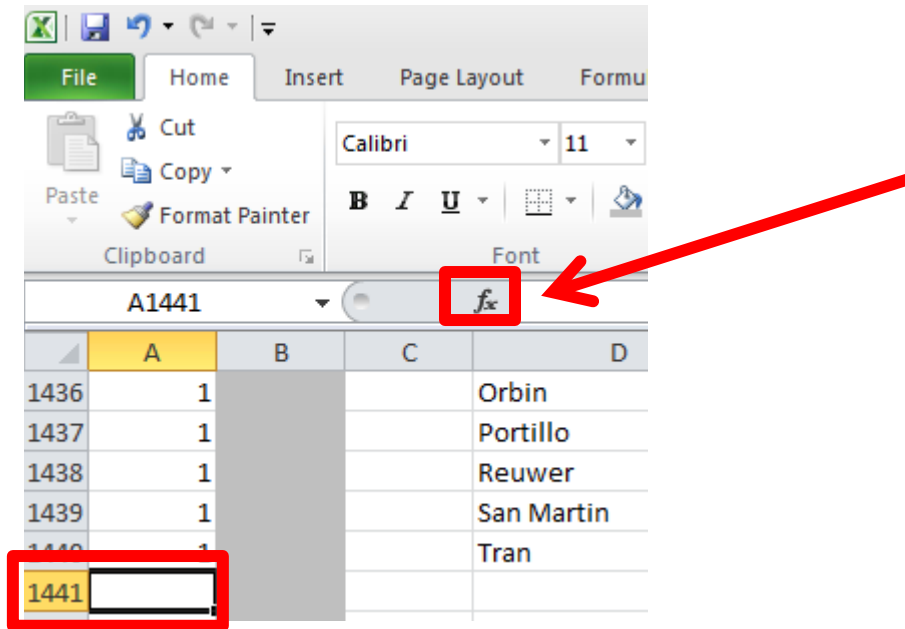 File Home Insert Page Layout Formu
Cut
Calibri 11
Copy
Paste
B I U
Format Painter
Clipboard Font
A1441 fx
A B C D
1436 1 Orbin
1437 1 Portillo
1438 1 Reuwer
1439 1 San Martin
1440 1 Tran
1441